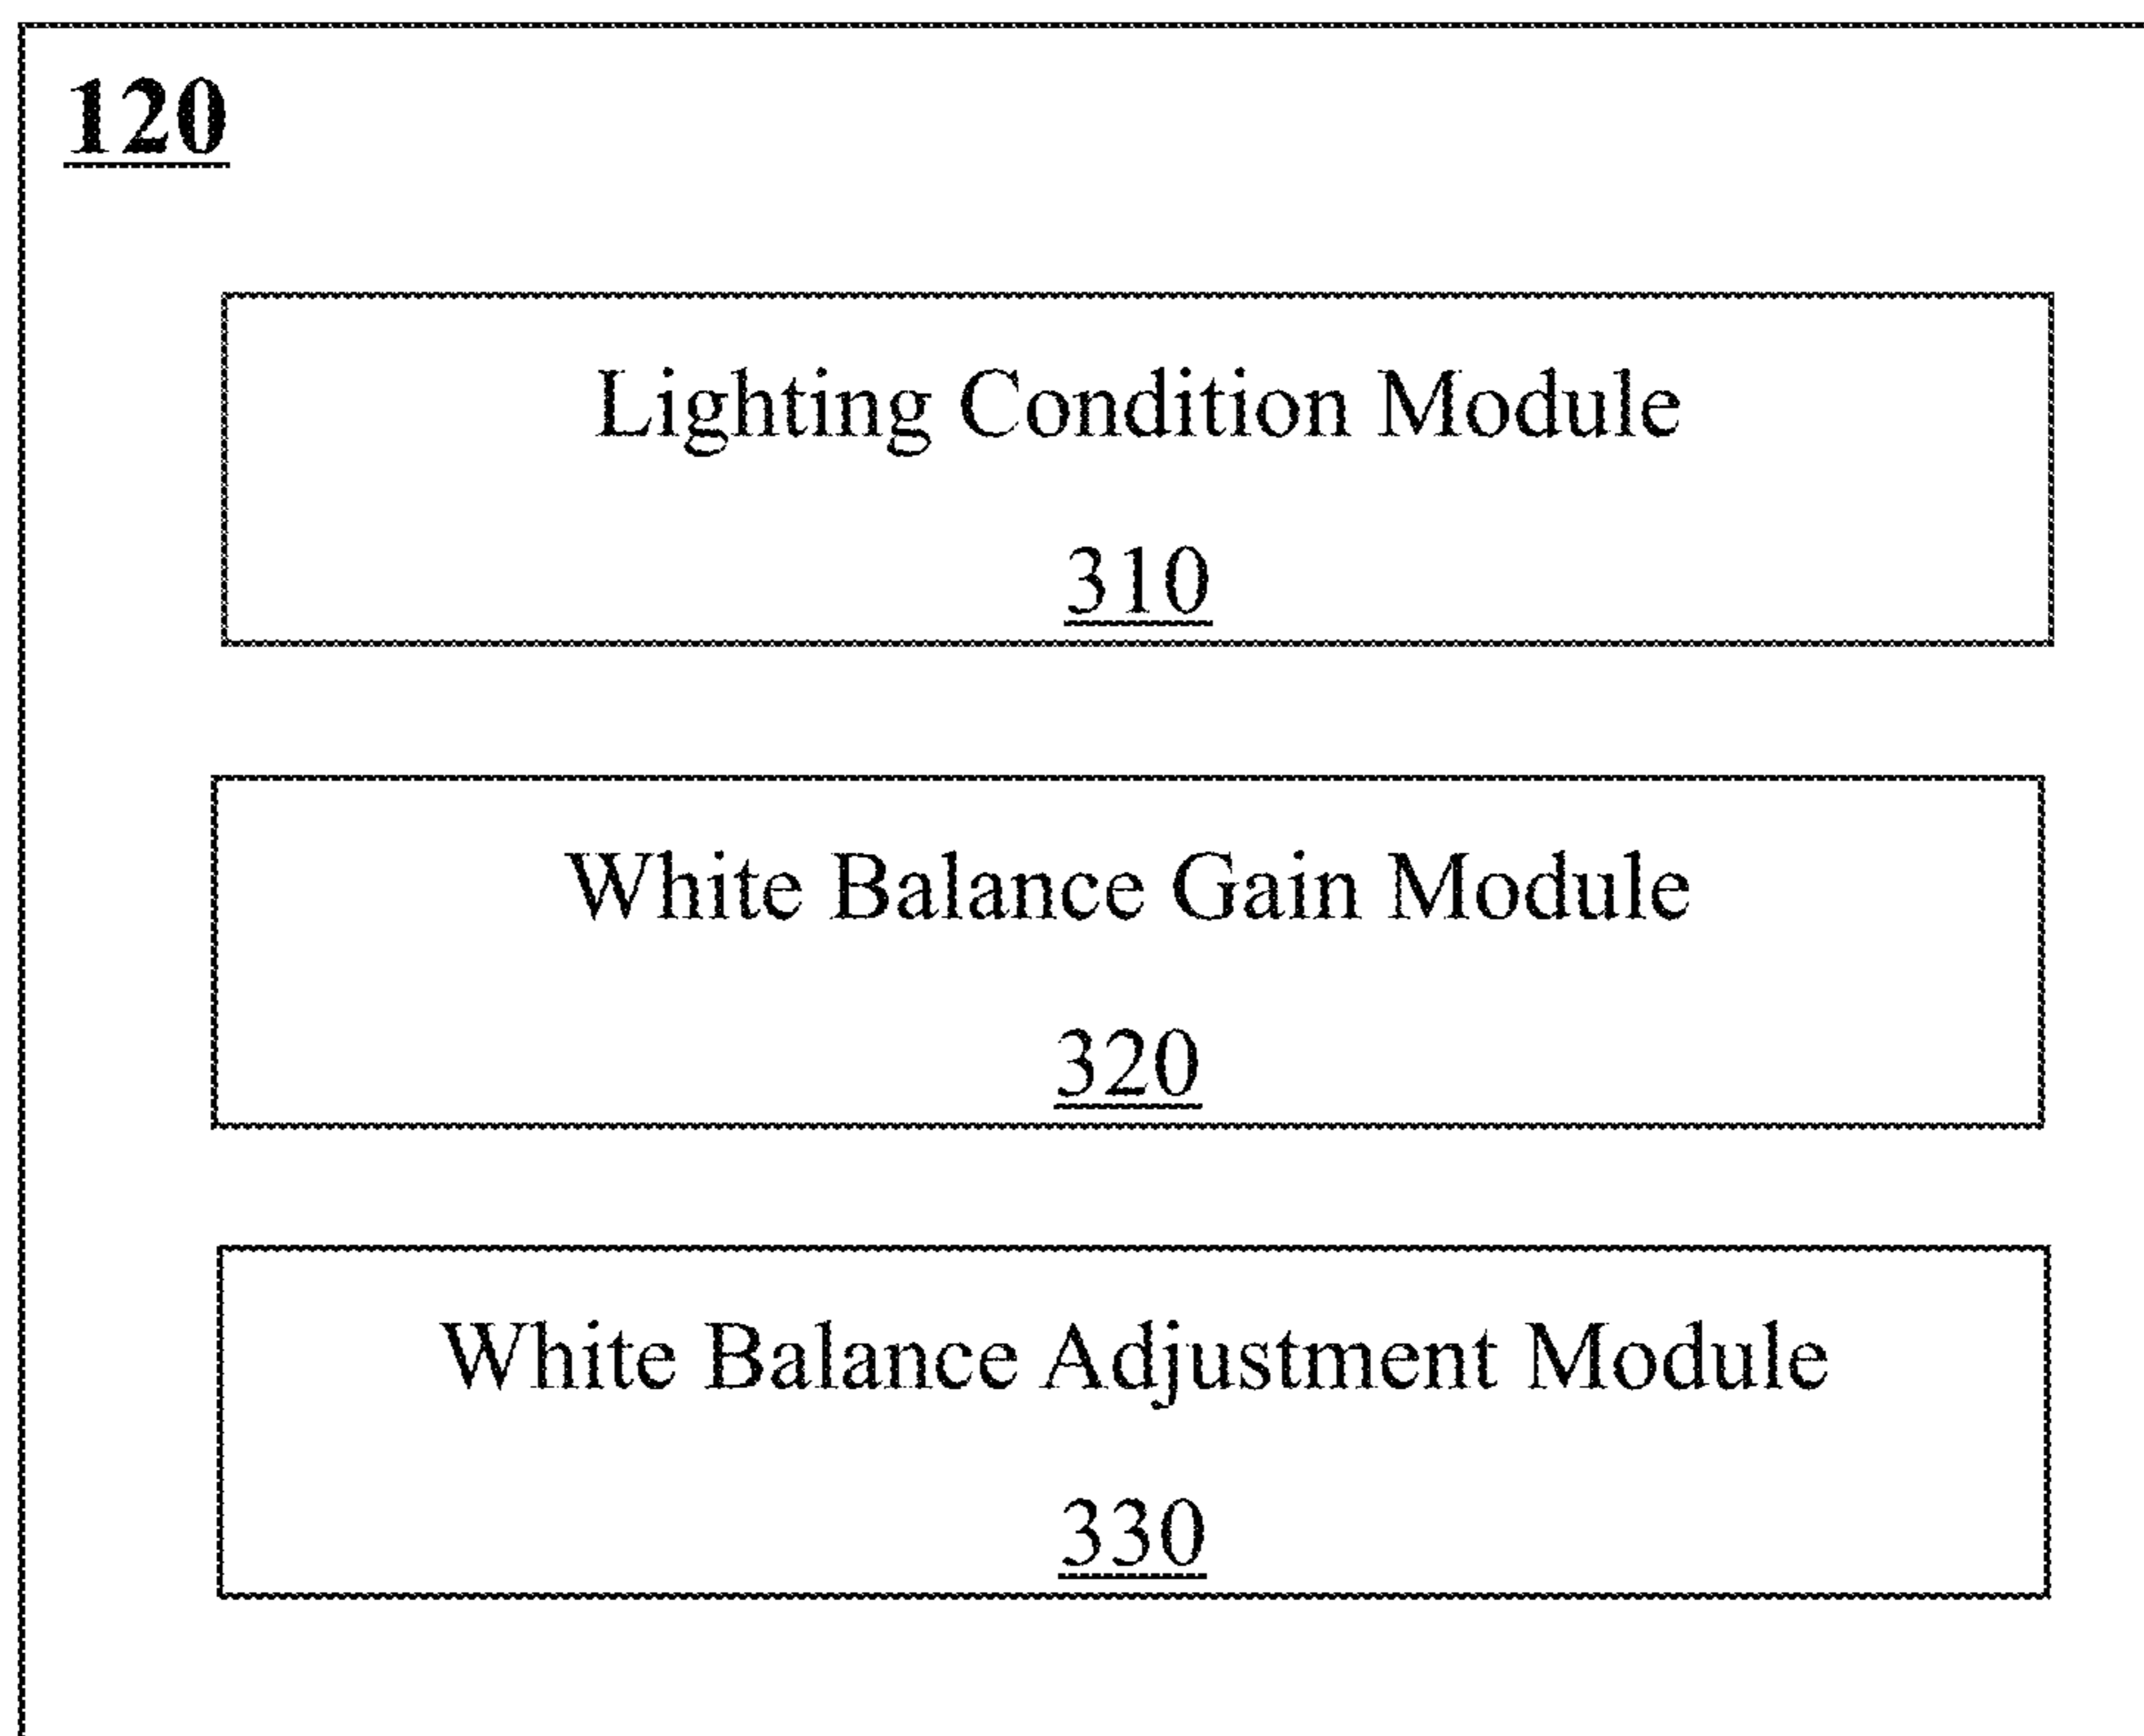 120
Lighting Condition Module
310
White Balance Gain Module
320
White Balance Adjustment Module
330